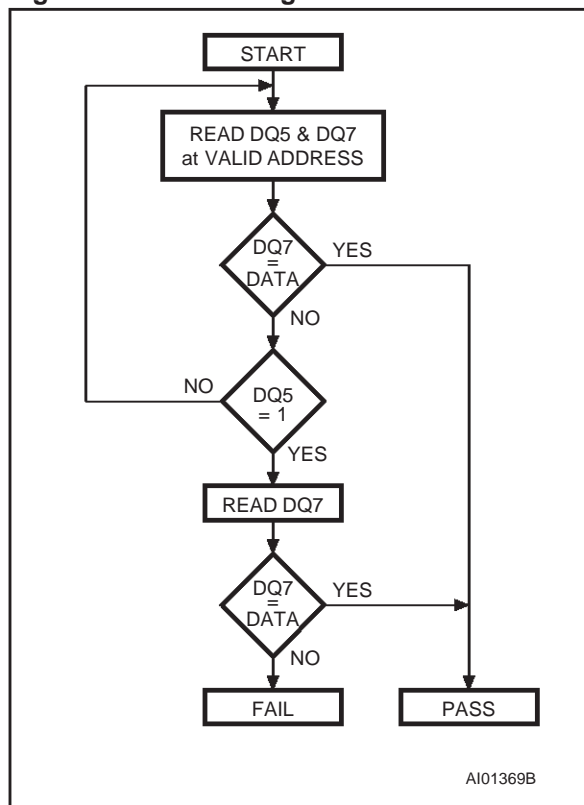 START
READ DQ5 & DQ7
at VALID ADDRESS
DQ7
=
DATA
YES
NO
NO
DQ5
= 1
YES
READ DQ7
DQ7
=
DATA
YES
NO
FAIL
PASS
AI01369B